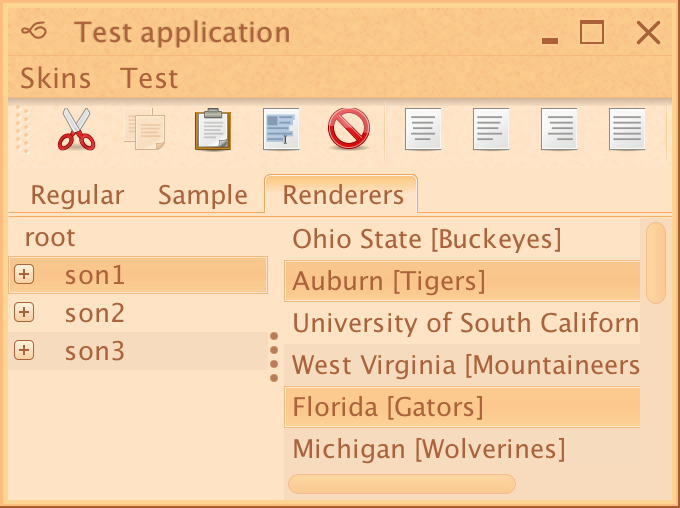 Test application
Skins Test
Regular Sample Renderers
root
son1
son2
son3
Ohio State [Buckeyes]
Auburn [Tigers]
University of South Californ
West Virginia [Mountaineers
Florida [Gators]
Michigan [Wolverines]